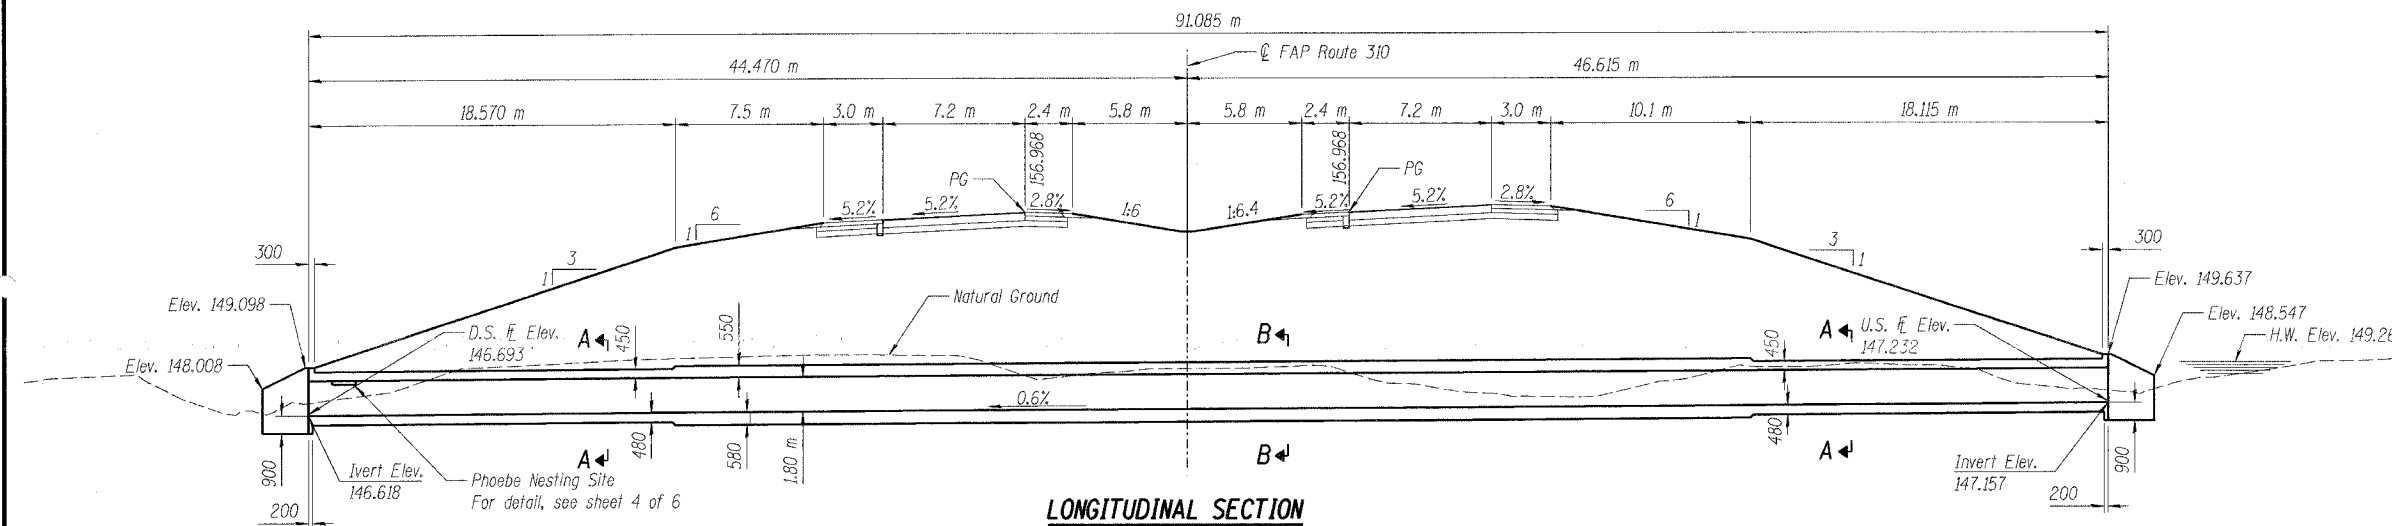 91.085 m
℄ FAP Route 310
44.470 m
46.615 m
18.570 m
7.5 m
3.0 m
7.2 m
2.4 m
5.8 m
5.8 m
2.4 m
7.2 m
3.0 m
10.1 m
18.115 m
156.968
156.968
PG
PG
5.2%
5.2%
2.8%
1:6
1:6.4
5.2%
5.2%
2.8%
6
1
6
1
3
1
3
1
300
300
Elev. 149.098
Elev. 149.637
Natural Ground
Elev. 148.547
D.S. ℄ Elev.
146.693
A
450
550
B
A
U.S. ℄ Elev.
147.232
450
H.W. Elev. 149.26
Elev. 148.008
0.6%
900
Ivert Elev.
146.618
A
480
580
1.80 m
B
480
A
Invert Elev.
147.157
900
Phoebe Nesting Site
For detail, see sheet 4 of 6
200
200
LONGITUDINAL SECTION